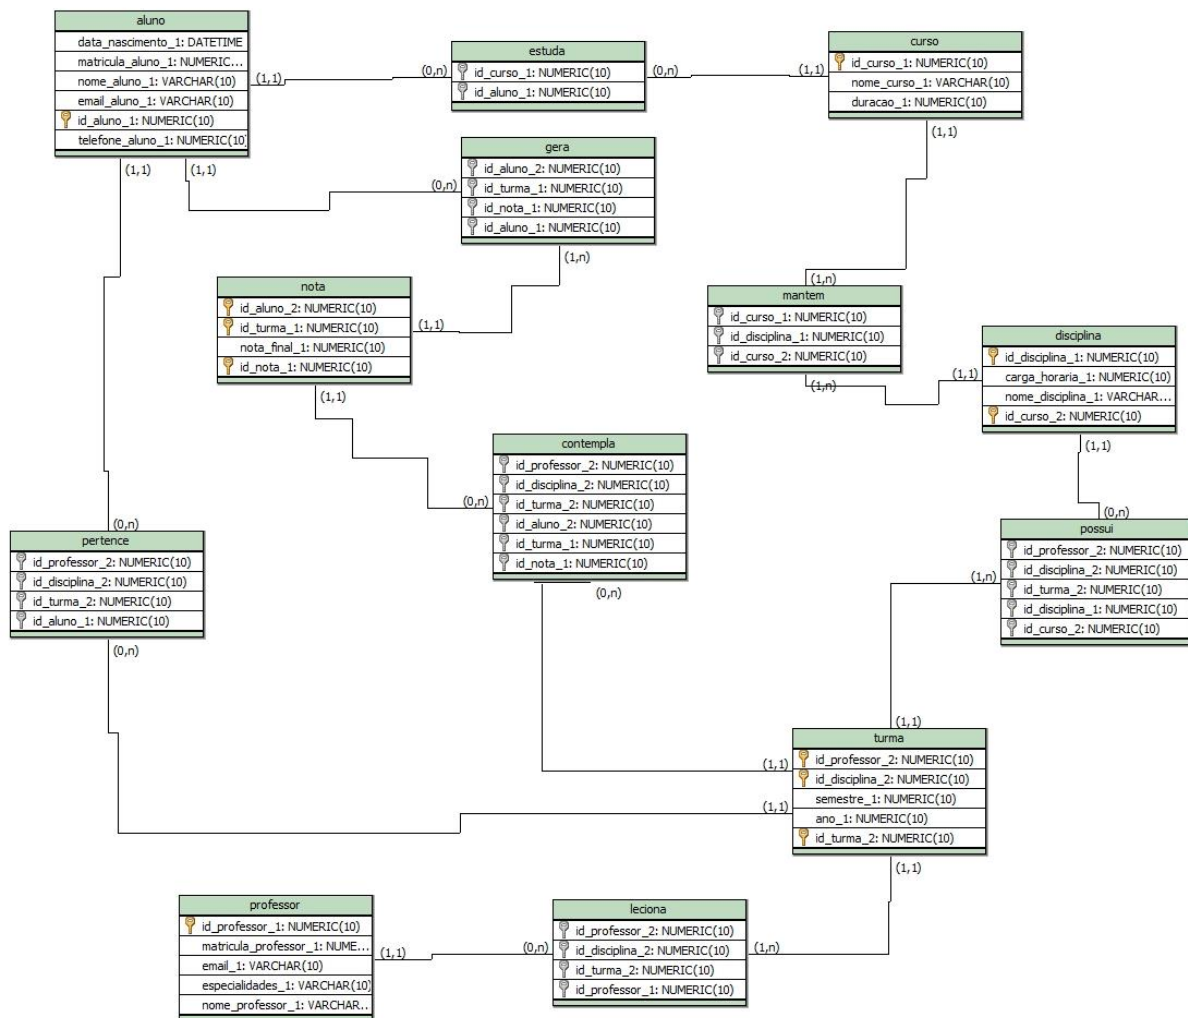 aluno
data_nascimento_1: DATETIME
matricula_aluno_1: NUMERIC...
nome_aluno_1: VARCHAR(10)
email_aluno_1: VARCHAR(10)
id_aluno_1: NUMERIC(10)
telefone_aluno_1: NUMERIC(10)
(1,1)
(0,n)
estuda
id_curso_1: NUMERIC(10)
id_aluno_1: NUMERIC(10)
(0,n)
(1,1)
curso
id_curso_1: NUMERIC(10)
nome_curso_1: VARCHAR(10)
duracao_1: NUMERIC(10)
(1,1)
(1,1)
(1,1)
(0,n)
gera
id_aluno_2: NUMERIC(10)
id_turma_1: NUMERIC(10)
id_nota_1: NUMERIC(10)
id_aluno_1: NUMERIC(10)
(1,n)
nota
id_aluno_2: NUMERIC(10)
id_turma_1: NUMERIC(10)
nota_final_1: NUMERIC(10)
id_nota_1: NUMERIC(10)
(1,1)
(1,1)
(1,n)
mantem
id_curso_1: NUMERIC(10)
id_disciplina_1: NUMERIC(10)
id_curso_2: NUMERIC(10)
(1,n)
(1,1)
disciplina
id_disciplina_1: NUMERIC(10)
carga_horaria_1: NUMERIC(10)
nome_disciplina_1: VARCHAR...
id_curso_2: NUMERIC(10)
(1,1)
contempla
id_professor_2: NUMERIC(10)
id_disciplina_2: NUMERIC(10)
id_turma_2: NUMERIC(10)
id_aluno_2: NUMERIC(10)
id_turma_1: NUMERIC(10)
id_nota_1: NUMERIC(10)
(0,n)
(0,n)
(0,n)
pertence
id_professor_2: NUMERIC(10)
id_disciplina_2: NUMERIC(10)
id_turma_2: NUMERIC(10)
id_aluno_1: NUMERIC(10)
(0,n)
(0,n)
possui
id_professor_2: NUMERIC(10)
id_disciplina_2: NUMERIC(10)
id_turma_2: NUMERIC(10)
id_disciplina_1: NUMERIC(10)
id_curso_2: NUMERIC(10)
(1,n)
(1,1)
turma
id_professor_2: NUMERIC(10)
id_disciplina_2: NUMERIC(10)
semestre_1: NUMERIC(10)
ano_1: NUMERIC(10)
id_turma_2: NUMERIC(10)
(1,1)
(1,1)
(1,1)
professor
id_professor_1: NUMERIC(10)
matricula_professor_1: NUME...
email_1: VARCHAR(10)
especialidades_1: VARCHAR(10)
nome_professor_1: VARCHAR...
(1,1)
(0,n)
leciona
id_professor_2: NUMERIC(10)
id_disciplina_2: NUMERIC(10)
id_turma_2: NUMERIC(10)
id_professor_1: NUMERIC(10)
(1,n)